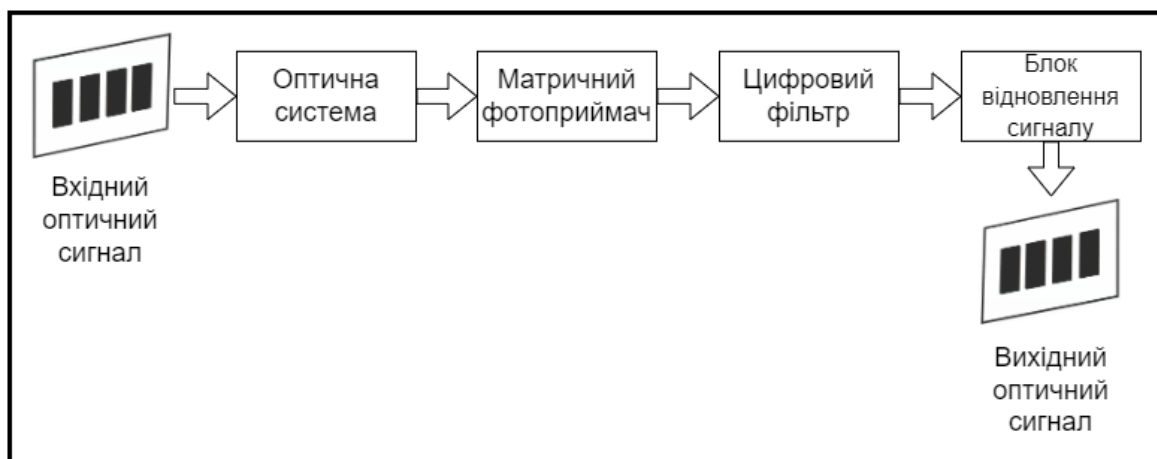 Вхідний
оптичний
сигнал
Оптична
система
Матричний
фотоприймач
Цифровий
фільтр
Блок
відновлення
сигналу
Вихідний
оптичний
сигнал